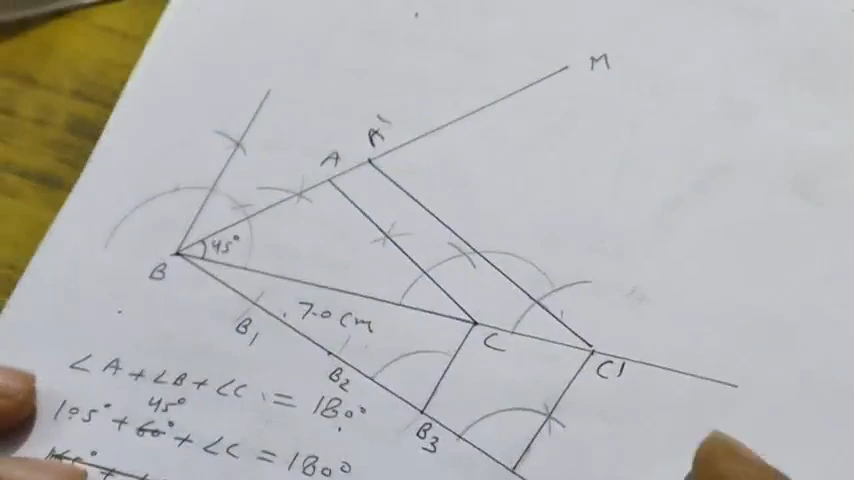 M
A'
A
45°
B
7.0 cm
B1
C
C'
B2
B3
∠A + ∠B + ∠C = 180°
45°
105° + 60° + ∠C = 180°